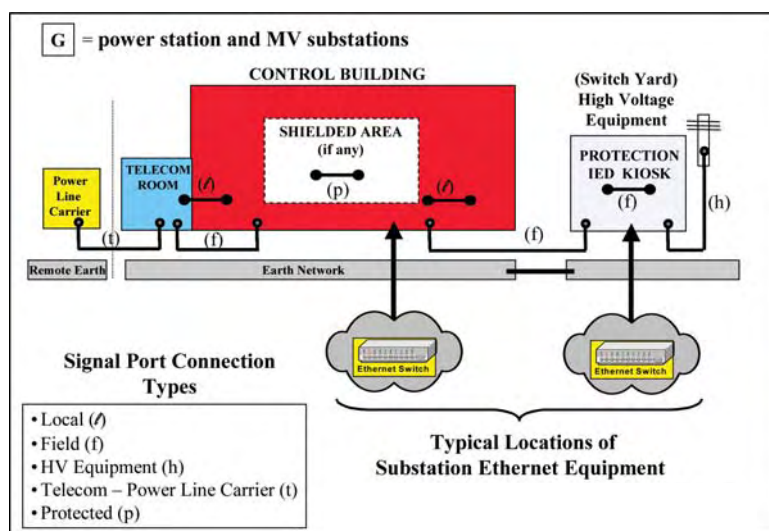 G = power station and MV substations
CONTROL BUILDING
(Switch Yard)
High Voltage
Equipment
SHIELDED AREA
(if any)
(p)
TELECOM
ROOM
(ℓ)
(ℓ)
PROTECTION
IED KIOSK
(f)
Power
Line
Carrier
(t)
(f)
(f)
(h)
Remote Earth
Earth Network
Ethernet Switch
Ethernet Switch
Signal Port Connection
Types
• Local (ℓ)
• Field (f)
• HV Equipment (h)
• Telecom – Power Line Carrier (t)
• Protected (p)
Typical Locations of
Substation Ethernet Equipment